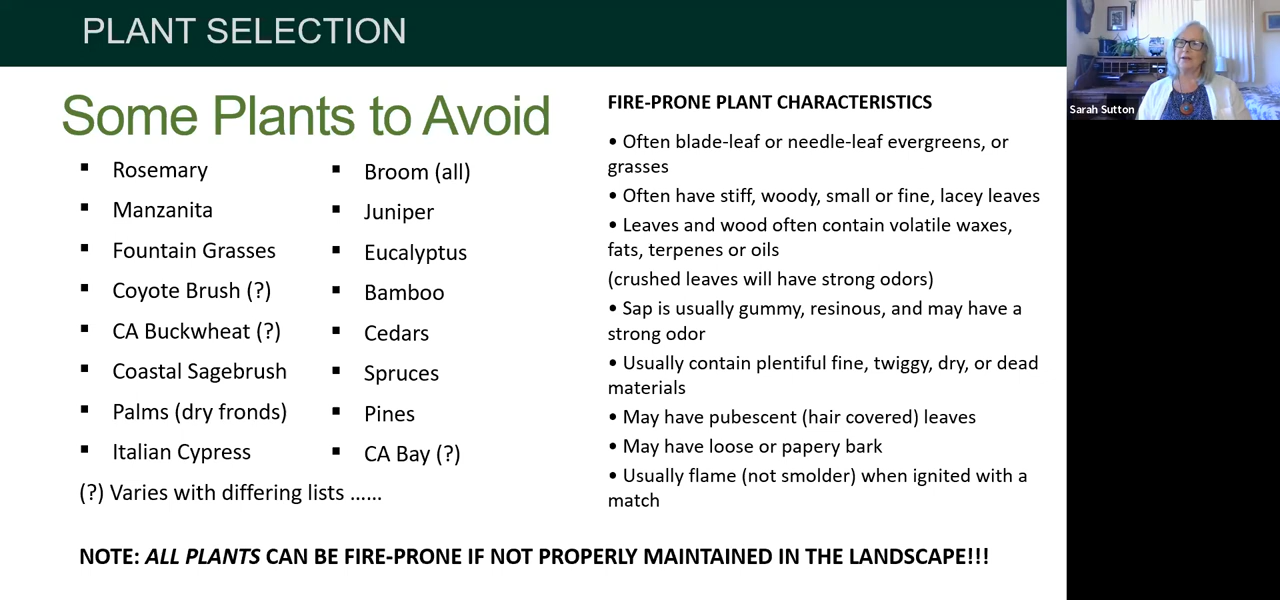 PLANT SELECTION
Some Plants to Avoid
▪ Rosemary
▪ Manzanita
▪ Fountain Grasses
▪ Coyote Brush (?)
▪ CA Buckwheat (?)
▪ Coastal Sagebrush
▪ Palms (dry fronds)
▪ Italian Cypress
▪ Broom (all)
▪ Juniper
▪ Eucalyptus
▪ Bamboo
▪ Cedars
▪ Spruces
▪ Pines
▪ CA Bay (?)
(?) Varies with differing lists ……
FIRE-PRONE PLANT CHARACTERISTICS
• Often blade-leaf or needle-leaf evergreens, or
grasses
• Often have stiff, woody, small or fine, lacey leaves
• Leaves and wood often contain volatile waxes,
fats, terpenes or oils
(crushed leaves will have strong odors)
• Sap is usually gummy, resinous, and may have a
strong odor
• Usually contain plentiful fine, twiggy, dry, or dead
materials
• May have pubescent (hair covered) leaves
• May have loose or papery bark
• Usually flame (not smolder) when ignited with a
match
NOTE: ALL PLANTS CAN BE FIRE-PRONE IF NOT PROPERLY MAINTAINED IN THE LANDSCAPE!!!
Sarah Sutton